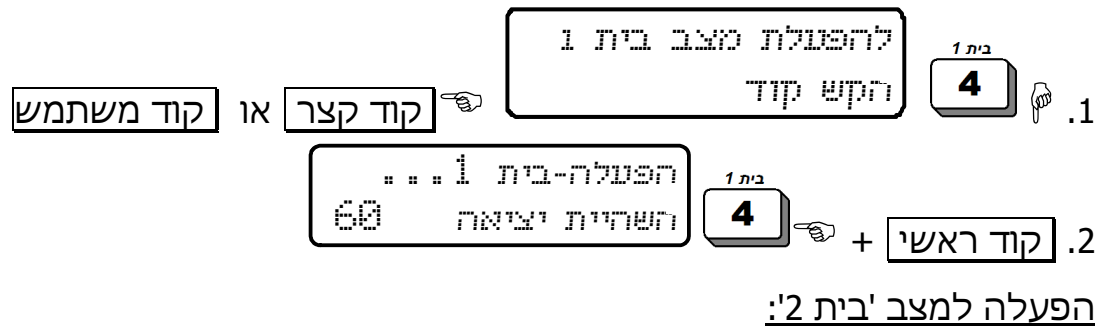 להפעלת מצב בית 1
הקש קוד
בית 1
4
1. קוד קצר או קוד משתמש
הפעלה-בית 1...
השהיית יציאה 60
בית 1
4
2. קוד ראשי +
הפעלה למצב 'בית 2':